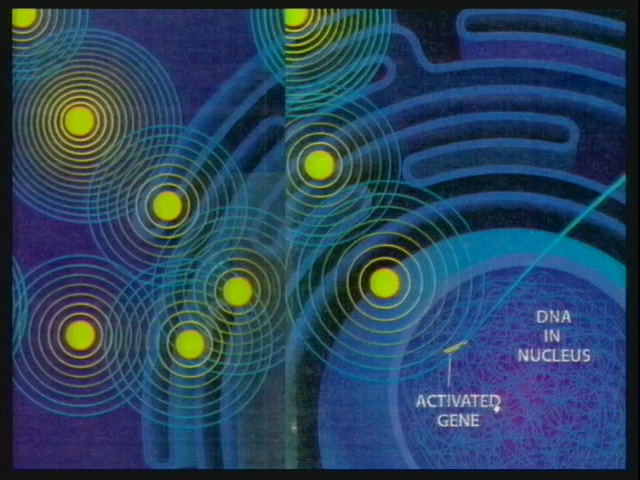 DNA
IN
NUCLEUS
ACTIVATED
GENE